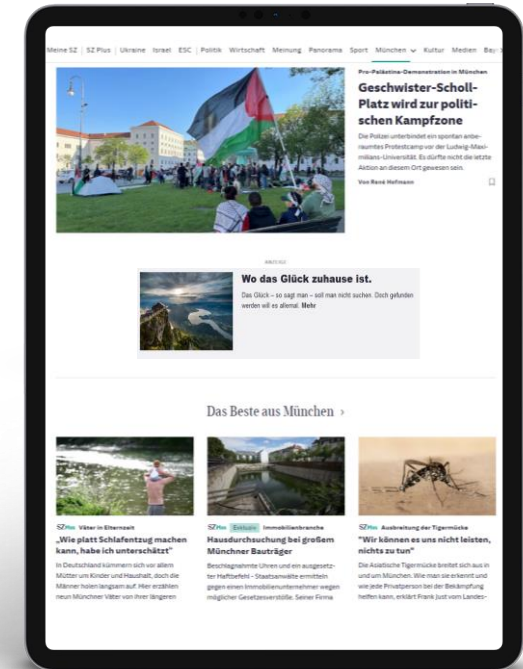 Meine SZ | SZ Plus | Ukraine Israel ESC | Politik Wirtschaft Meinung Panorama Sport München Kultur Medien
Pro-Palästina-Demonstration in München
Geschwister-Scholl-
Platz wird zur politi-
schen Kampfzone
Die Polizei unterbindet ein spontan anbe-
raumtes Protestcamp vor der Ludwig-Maxi-
milians-Universität. Es dürfte nicht die letzte
Aktion an diesem Ort gewesen sein.
Von René Hofmann
ANZEIGE
Wo das Glück zuhause ist.
Das Glück – so sagt man – soll man nicht suchen. Doch gefunden
werden will es allemal. Mehr
Das Beste aus München >
SZPlus Väter in Elternzeit
„Wie platt Schlafentzug machen
kann, habe ich unterschätzt"
In Deutschland kümmern sich vor allem
Mütter um Kinder und Haushalt, doch die
Männer holen langsam auf. Hier erzählen
neun Münchner Väter von ihrer längeren
SZPlus Exklusiv Immobilienbranche
Hausdurchsuchung bei großem
Münchner Bauträger
Beschlagnahmte Uhren und ein ausgesetz-
ter Haftbefehl - Staatsanwälte ermitteln
gegen einen Immobilienunternehmer wegen
möglicher Gesetzesverstöße. Seiner Firma
SZPlus Ausbreitung der Tigermücke
"Wir können es uns nicht leisten,
nichts zu tun"
Die Asiatische Tigermücke breitet sich aus in
und um München. Wie man sie erkennt und
wie jede Privatperson bei der Bekämpfung
helfen kann, erklärt Frank Just vom Landes-